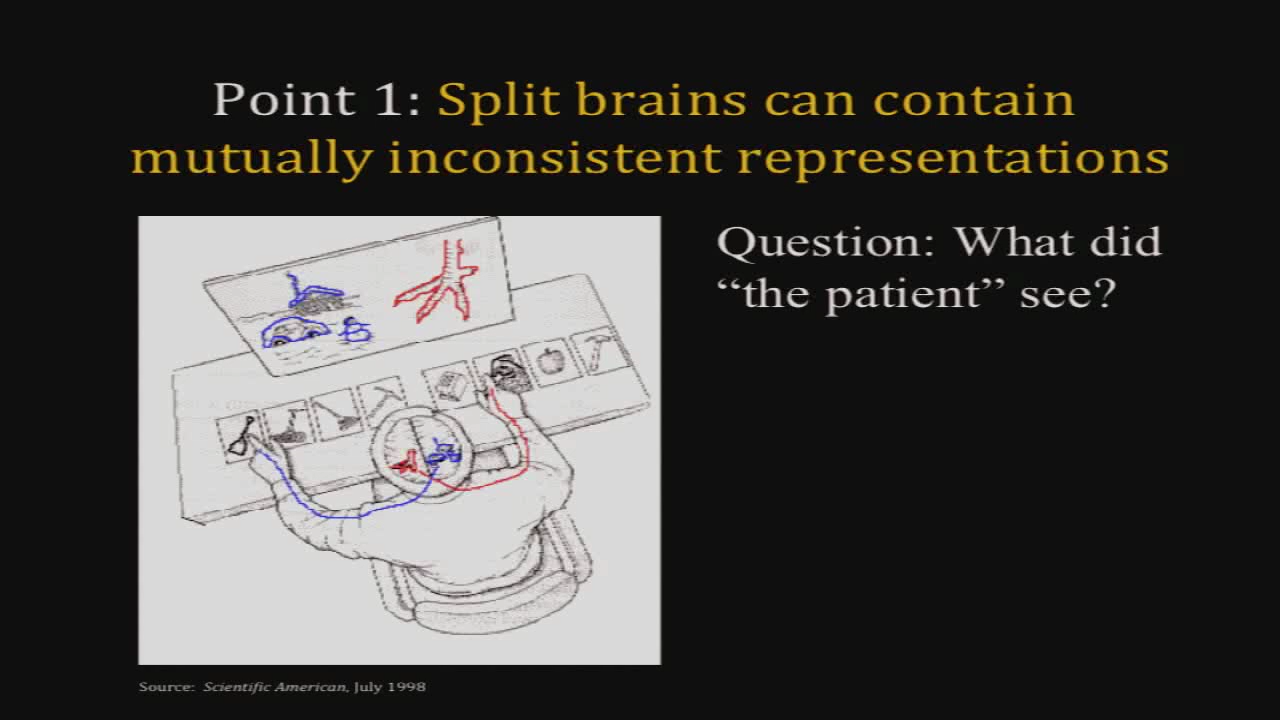 Point 1: Split brains can contain
mutually inconsistent representations
Question: What did
“the patient” see?
Source: Scientific American, July 1998